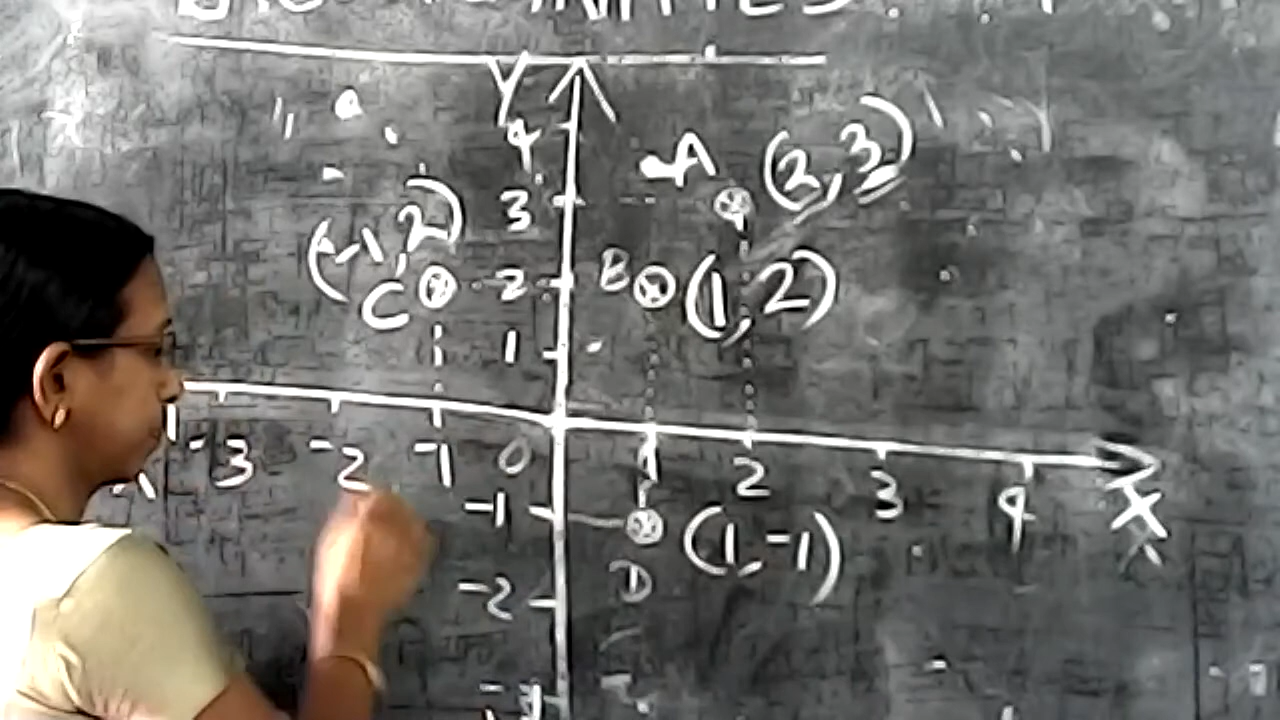 Y
4
A (2,3)
(-1,2) 3
C 2 B (1,2)
1
-3 -2 -1 0 1 2 3 4 X
-1 (1,-1)
D
-2